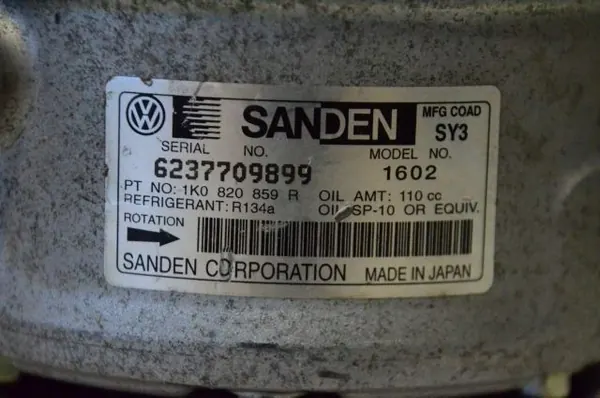 VW SANDEN MFG COAD
SY3
SERIAL NO. MODEL NO.
6237709899 1602
PT NO: 1K0 820 859 R OIL AMT: 110 cc
REFRIGERANT: R134a OIL SP-10 OR EQUIV.
ROTATION
SANDEN CORPORATION MADE IN JAPAN